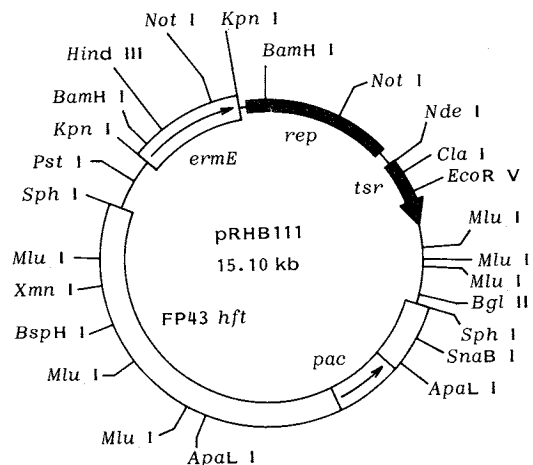 Kpn I
Not I
BamH I
Hind III
Not I
BamH I
Nde I
Kpn I
Cla I
Pst I
EcoR V
Sph I
ermE
rep
tsr
pRHB111
15.10 kb
Mlu I
Mlu I
Mlu I
Mlu I
Xmn I
Bgl II
FP43 hft
Sph I
BspH I
SnaB I
pac
Mlu I
ApaL I
Mlu I
ApaL I